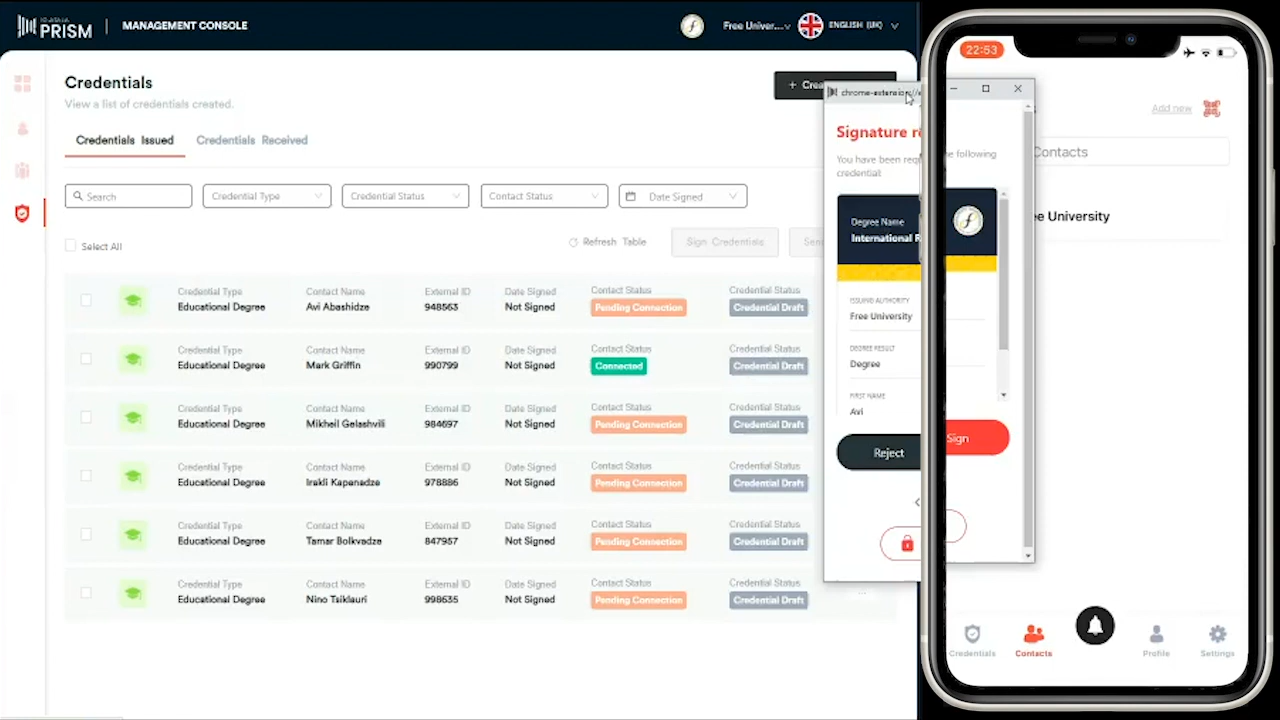 PRISM
MANAGEMENT CONSOLE
Free Univer...
ENGLISH (UK)
Credentials
View a list of credentials created.
+ Crea
Credentials Issued
Credentials Received
Search
Credential Type
Credential Status
Contact Status
Date Signed
Select All
Refresh Table
Sign Credentials
Sen
Credential Type Contact Name External ID Date Signed Contact Status Credential Status
Educational Degree Avi Abashidze 948563 Not Signed Pending Connection Credential Draft
Credential Type Contact Name External ID Date Signed Contact Status Credential Status
Educational Degree Mark Griffin 990799 Not Signed Connected Credential Draft
Credential Type Contact Name External ID Date Signed Contact Status Credential Status
Educational Degree Mikheil Gelashvili 984697 Not Signed Pending Connection Credential Draft
Credential Type Contact Name External ID Date Signed Contact Status Credential Status
Educational Degree Irakli Kapanadze 978886 Not Signed Pending Connection Credential Draft
Credential Type Contact Name External ID Date Signed Contact Status Credential Status
Educational Degree Tamar Bolkvadze 847957 Not Signed Pending Connection Credential Draft
Credential Type Contact Name External ID Date Signed Contact Status Credential Status
Educational Degree Nino Tsiklauri 998635 Not Signed Pending Connection Credential Draft
chrome-extension://
Signature r
You have been req
e following
credential:
Degree Name
International R
ISSUING AUTHORITY
Free University
DEGREE RESULT
Degree
FIRST NAME
Avi
Reject
Sign
22:53
Add new
Contacts
ee University
Credentials
Contacts
Profile
Settings